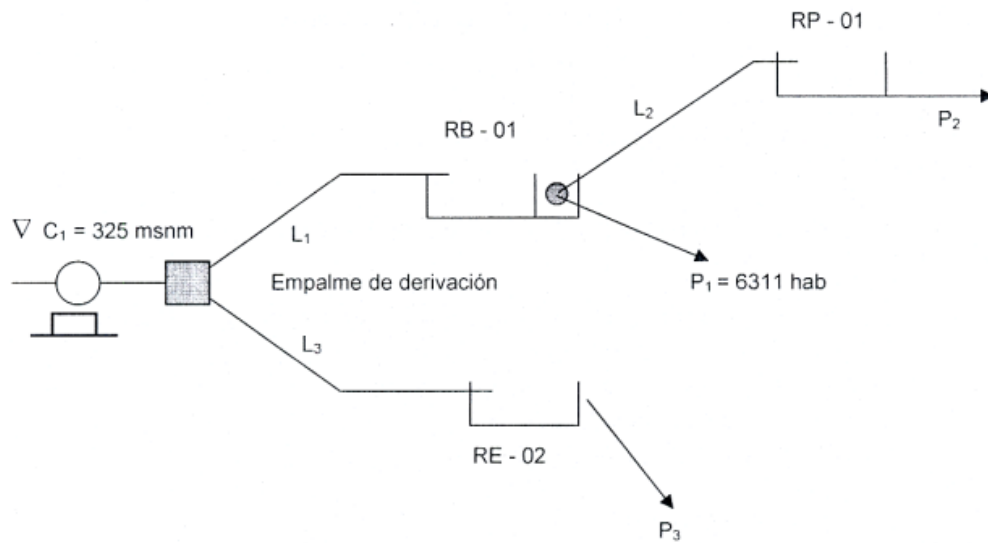 RP - 01
L₂
P₂
RB - 01
∇ C₁ = 325 msnm
L₁
Empalme de derivación
P₁ = 6311 hab
L₃
RE - 02
P₃